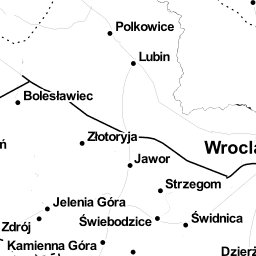 Polkowice
Lubin
Bolesławiec
Złotoryja
Wrocla
ń
Jawor
Strzegom
Jelenia Góra
Świebodzice
Świdnica
Zdrój
Kamienna Góra
Dzierż